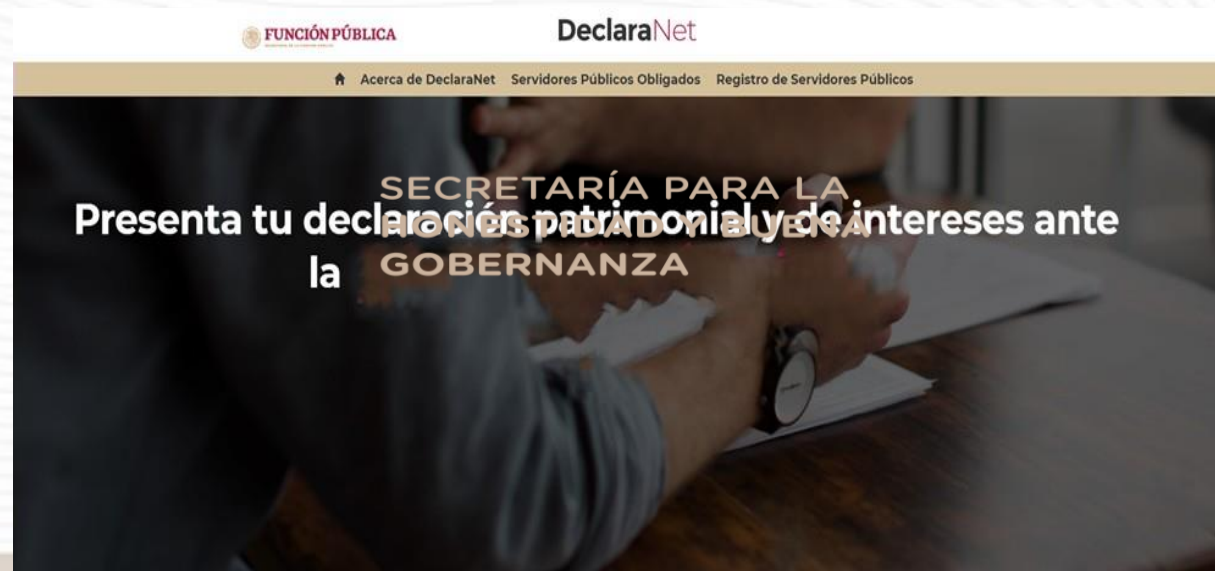 FUNCIÓN PÚBLICA
DeclaraNet
Acerca de DeclaraNet Servidores Públicos Obligados Registro de Servidores Públicos
Presenta tu declaración patrimonial y de intereses ante
la
SECRETARÍA PARA LA
HONESTIDAD Y BUENA
GOBERNANZA